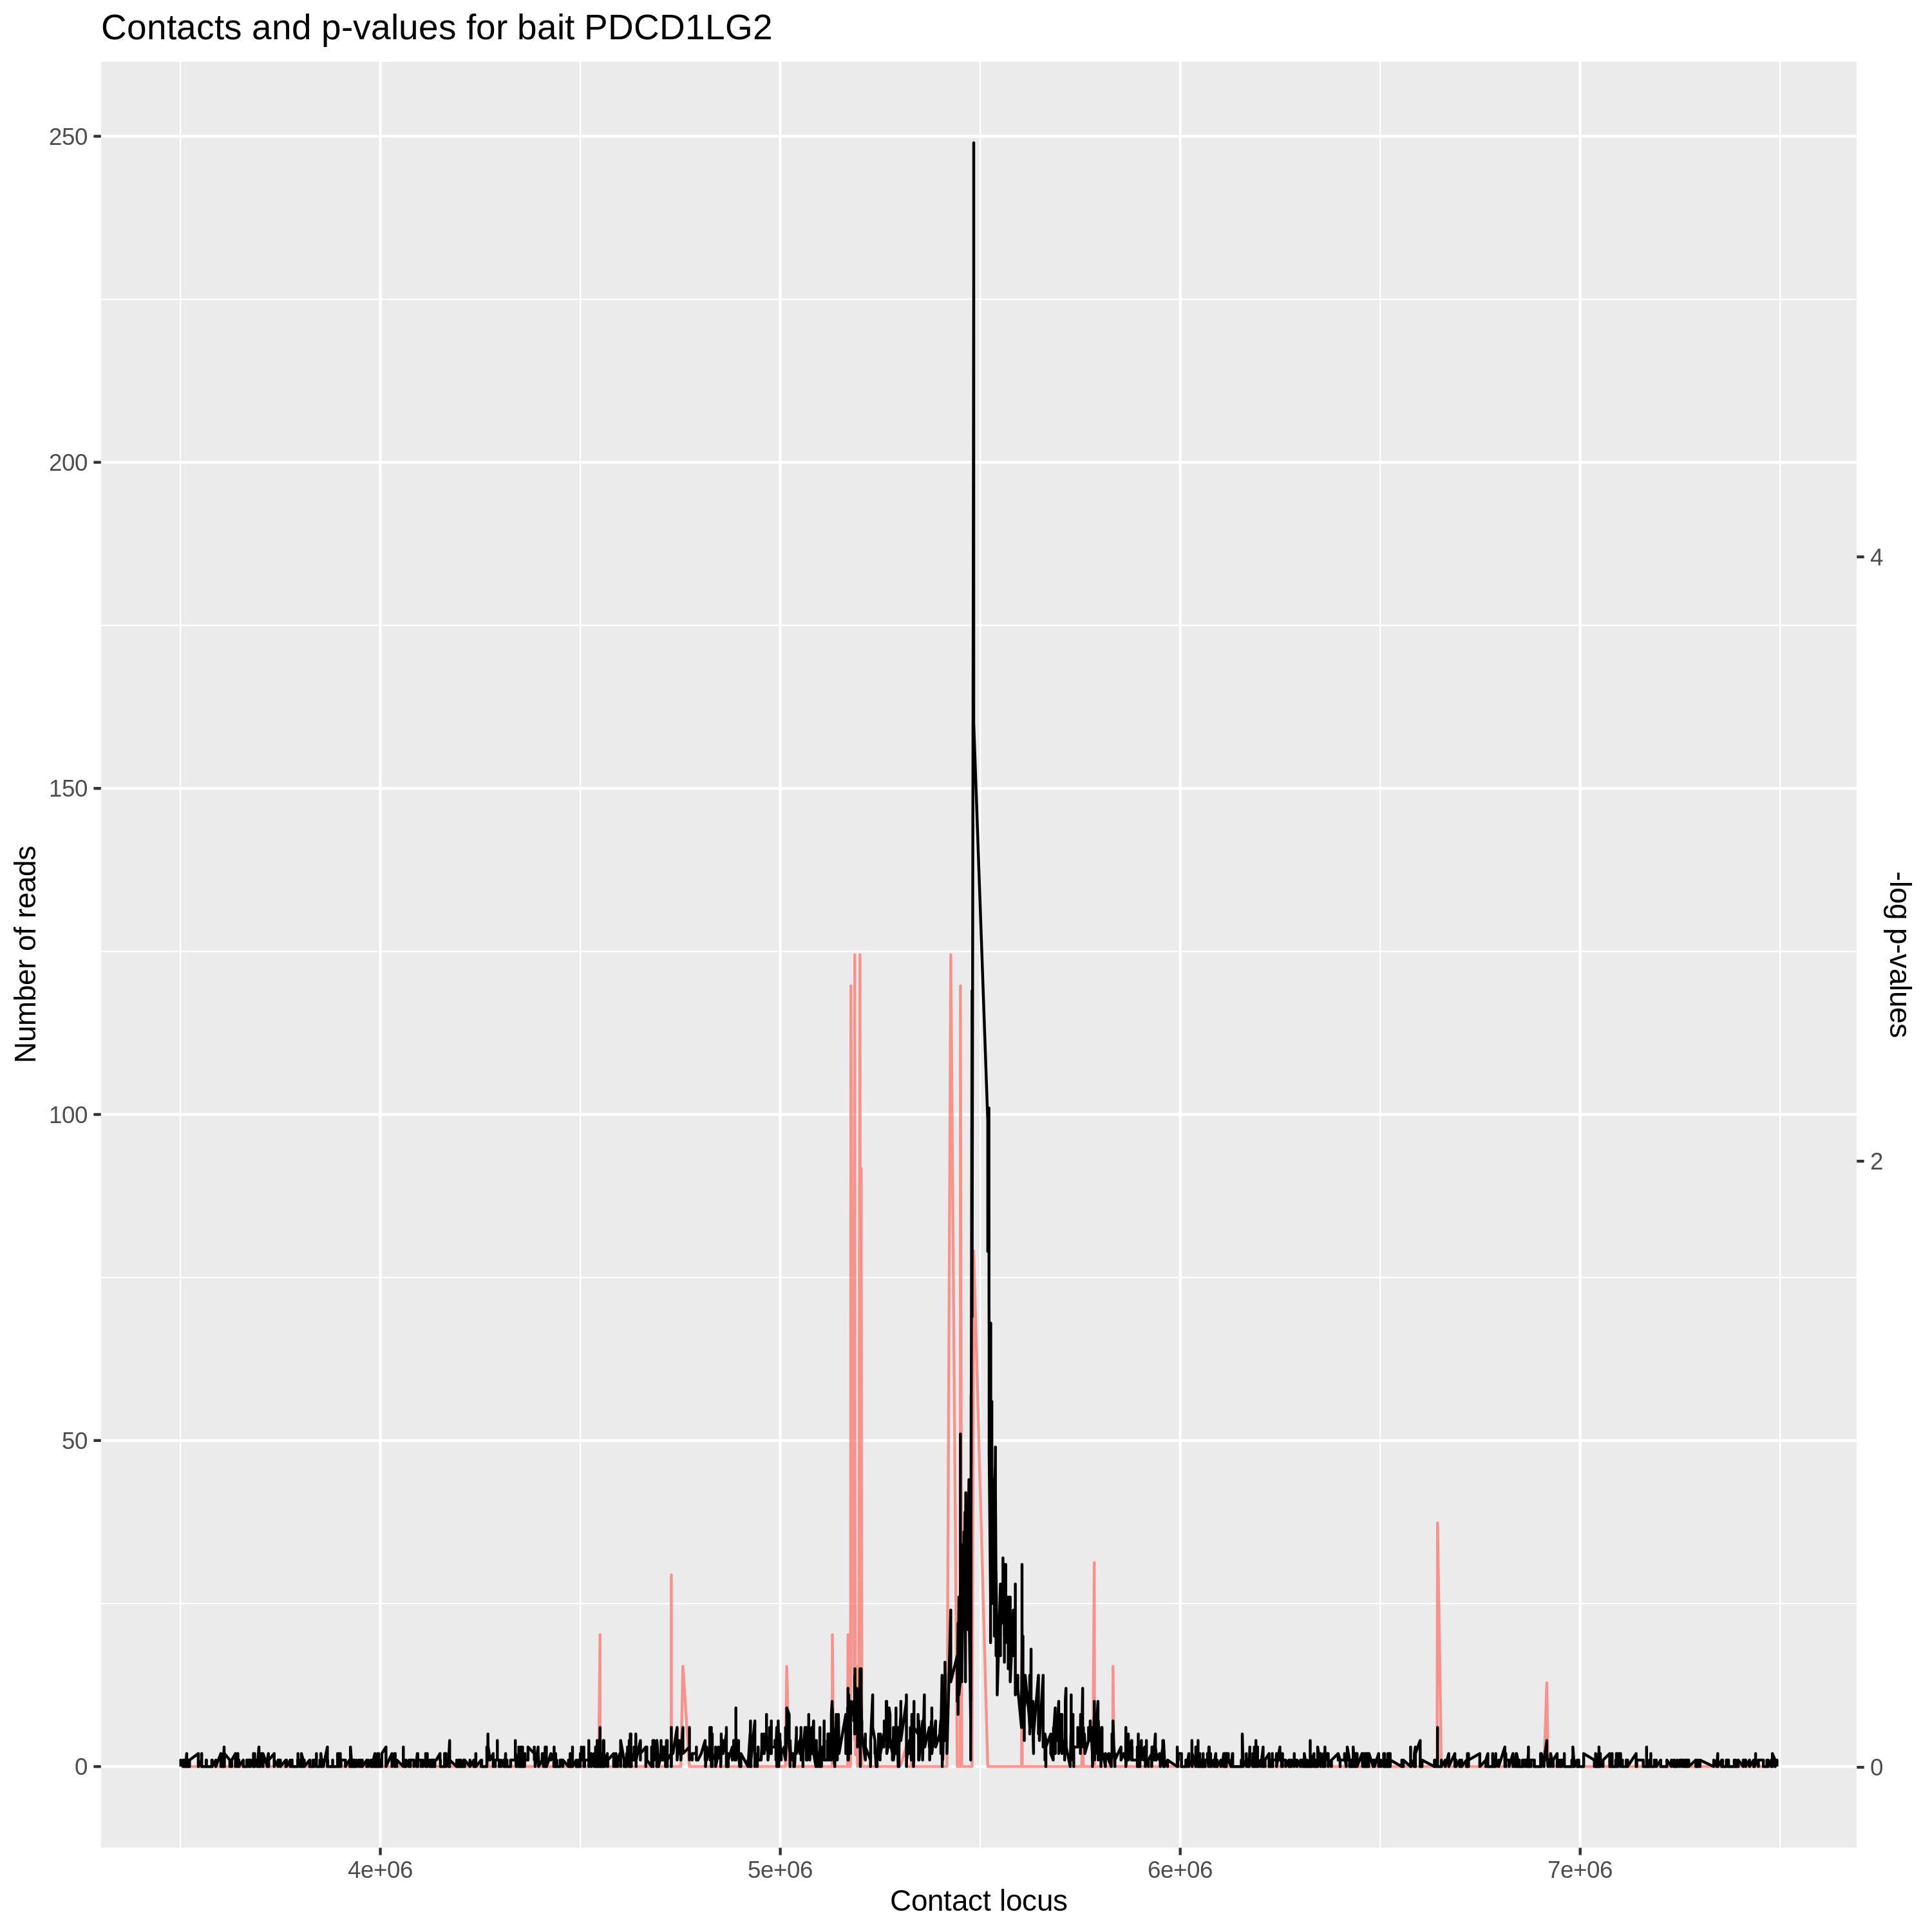 Contacts and p-values for bait PDCD1LG2
250
200
150
100
50
0
Number of reads
4
2
0
-log p-values
4e+06
5e+06
6e+06
7e+06
Contact locus